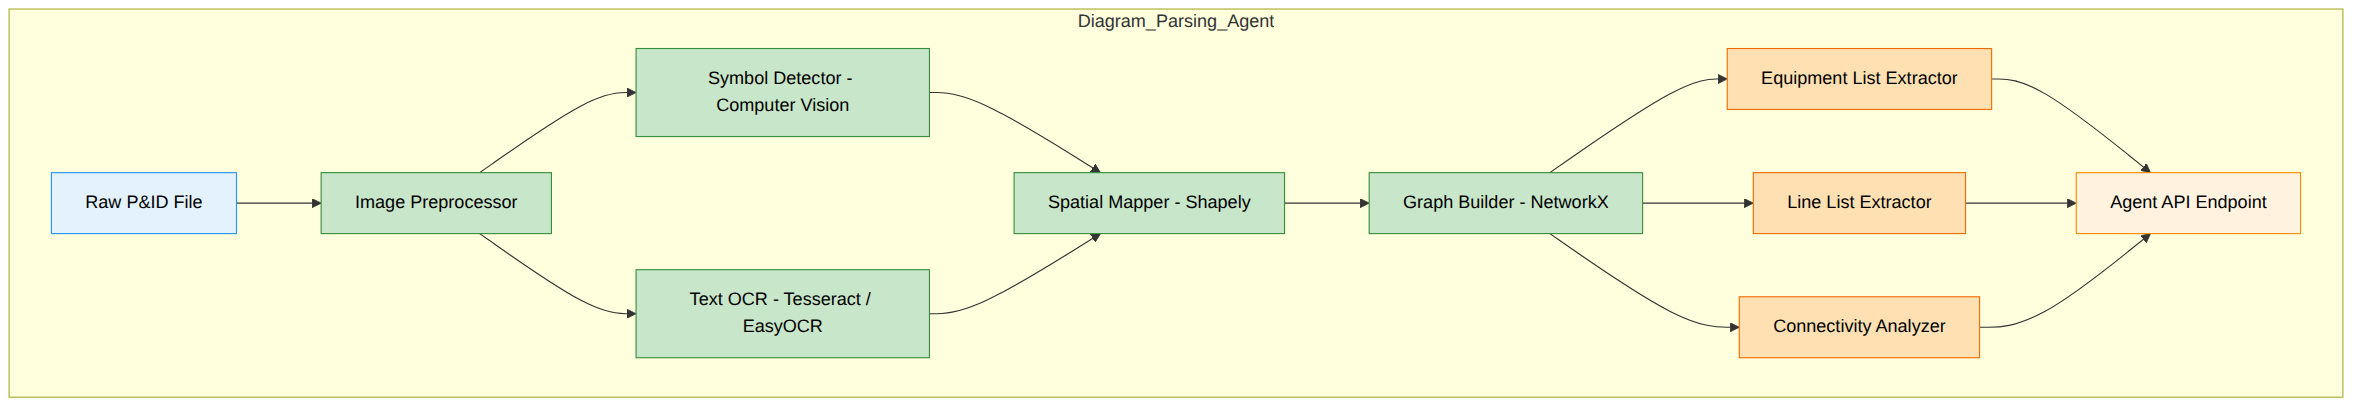 Diagram_Parsing_Agent
Raw P&ID File
Image Preprocessor
Symbol Detector -
Computer Vision
Text OCR - Tesseract /
EasyOCR
Spatial Mapper - Shapely
Graph Builder - NetworkX
Equipment List Extractor
Line List Extractor
Connectivity Analyzer
Agent API Endpoint